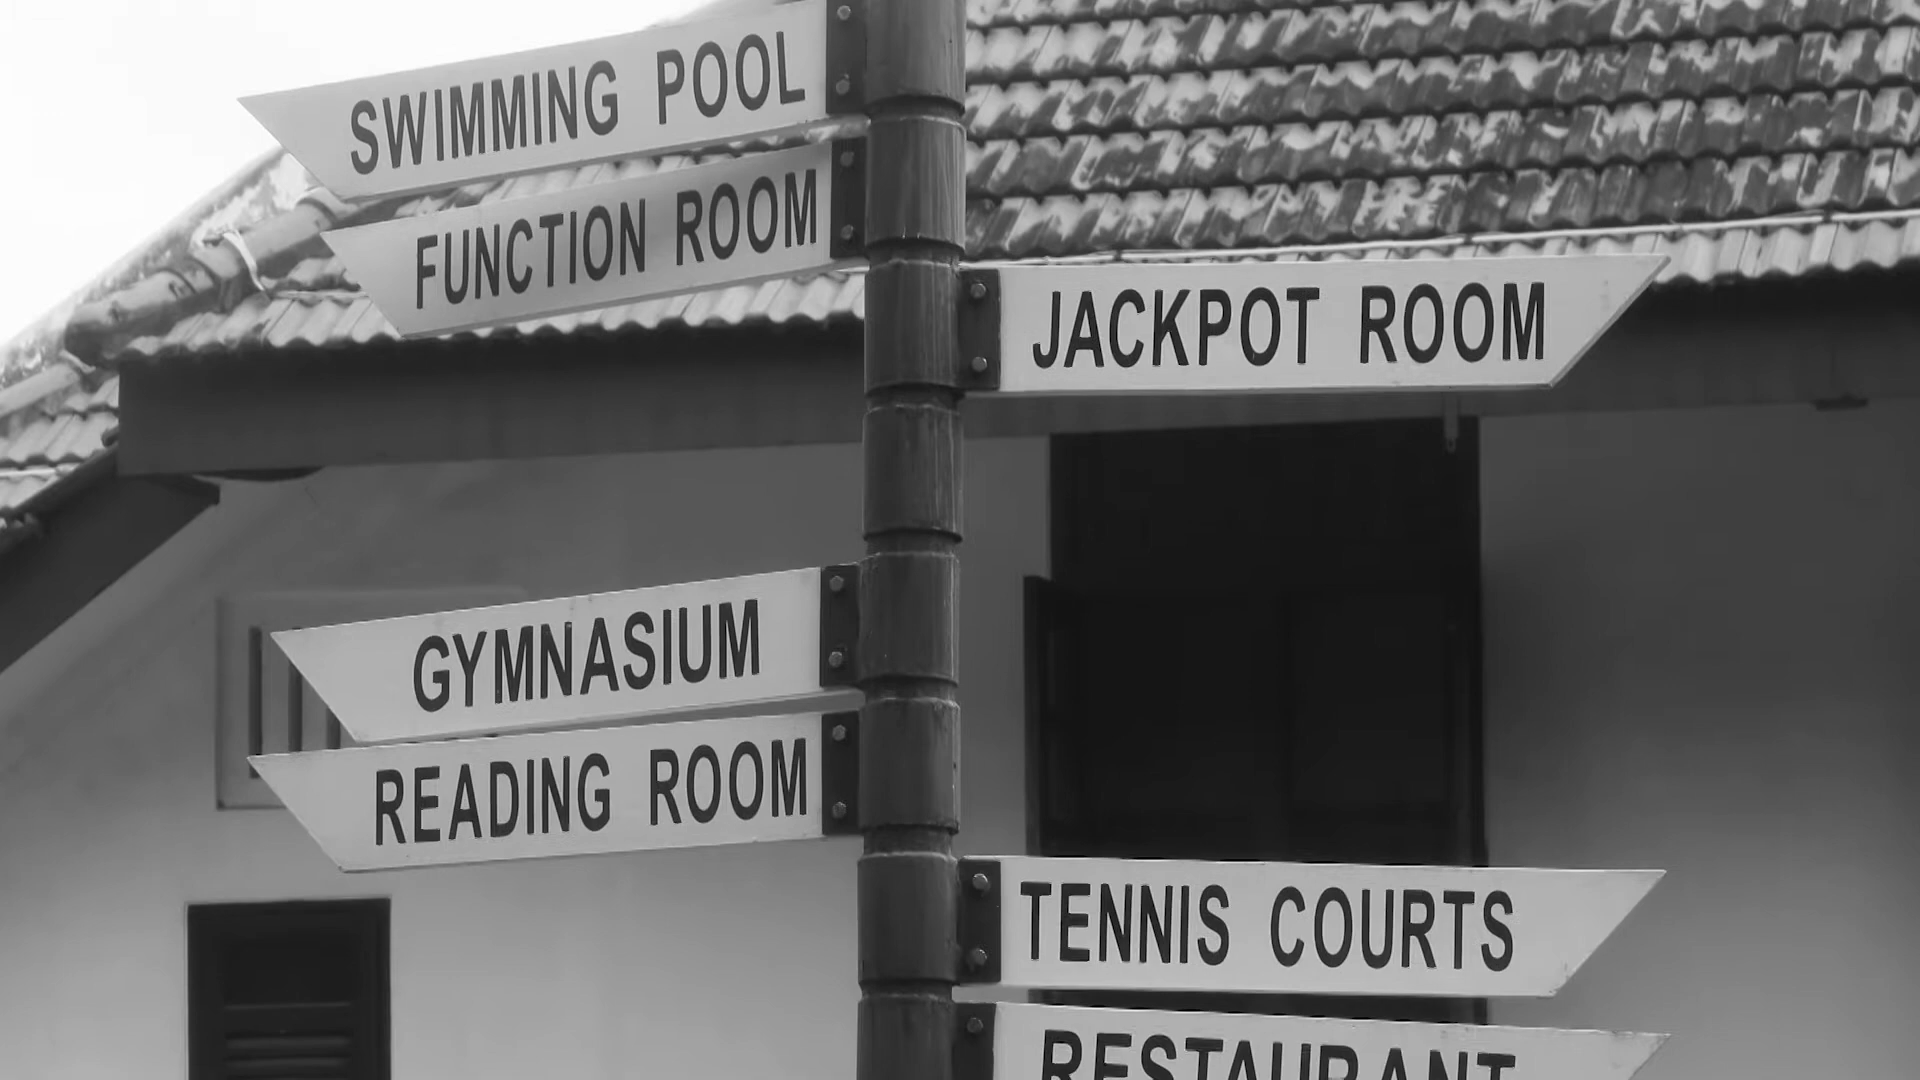 SWIMMING POOL
FUNCTION ROOM
JACKPOT ROOM
GYMNASIUM
READING ROOM
TENNIS COURTS
RESTAURANT